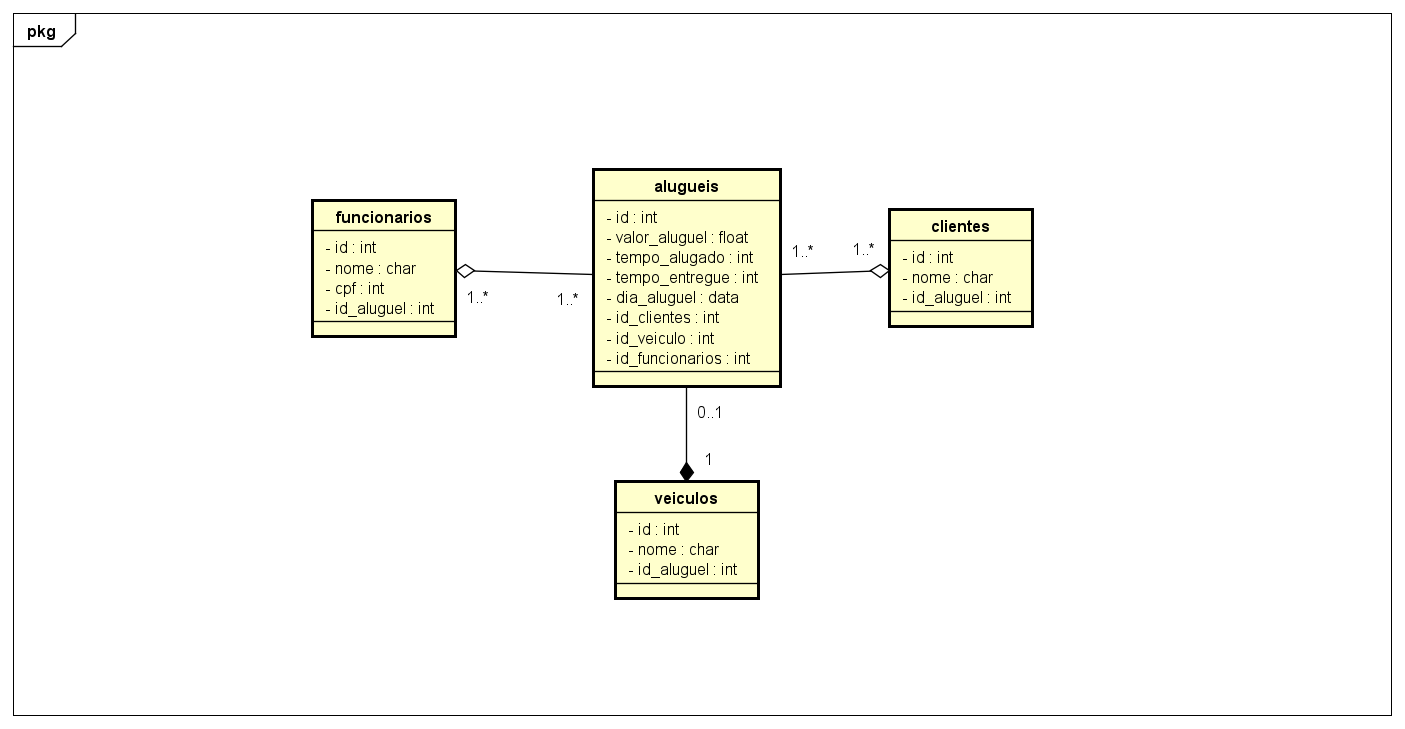 pkg
funcionarios
- id : int
- nome : char
- cpf : int
- id_aluguel : int
1..*
1..*
alugueis
- id : int
- valor_aluguel : float
- tempo_alugado : int
- tempo_entregue : int
- dia_aluguel : data
- id_clientes : int
- id_veiculo : int
- id_funcionarios : int
1..*
1..*
clientes
- id : int
- nome : char
- id_aluguel : int
0..1
1
veiculos
- id : int
- nome : char
- id_aluguel : int